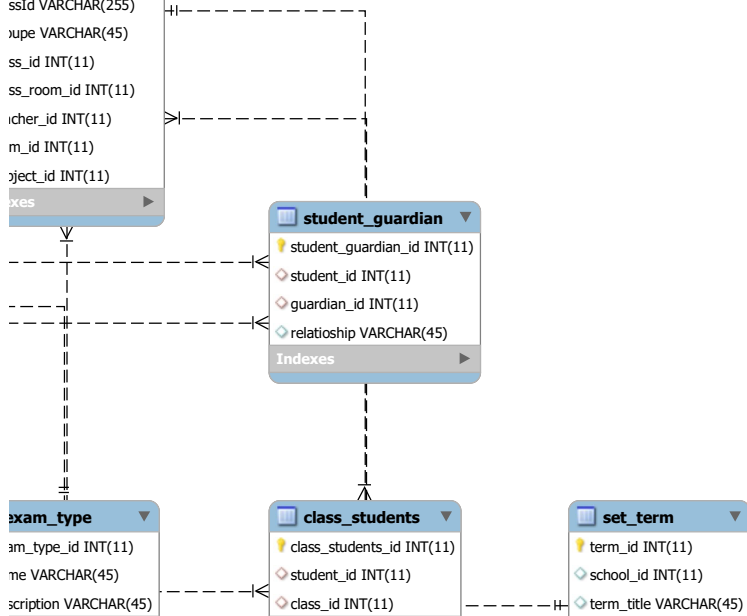 ssId VARCHAR(255)
oupe VARCHAR(45)
ss_id INT(11)
ss_room_id INT(11)
cher_id INT(11)
m_id INT(11)
oject_id INT(11)
exes
student_guardian
student_guardian_id INT(11)
student_id INT(11)
guardian_id INT(11)
relatioship VARCHAR(45)
Indexes
exam_type
am_type_id INT(11)
me VARCHAR(45)
scription VARCHAR(45)
class_students
class_students_id INT(11)
student_id INT(11)
class_id INT(11)
set_term
term_id INT(11)
school_id INT(11)
term_title VARCHAR(45)